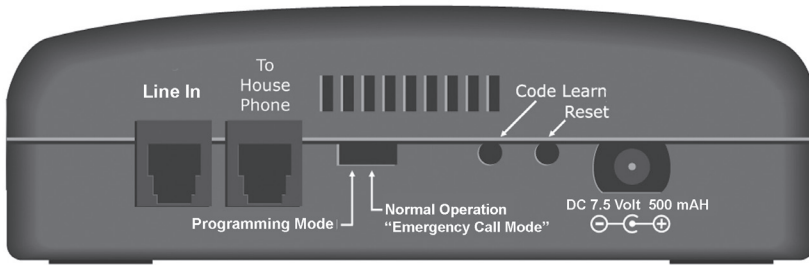 Line In
To
House
Phone
Code Learn
Reset
Programming Mode
Normal Operation
“Emergency Call Mode”
DC 7.5 Volt 500 mAH